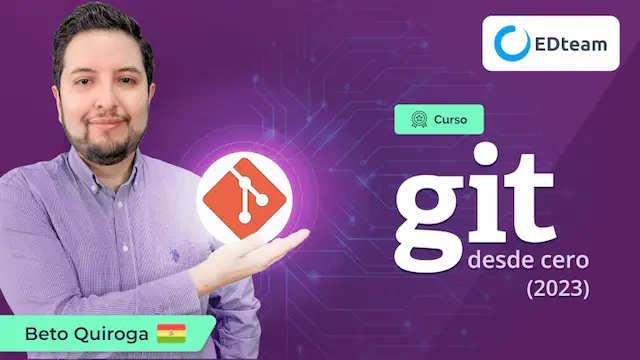 EDteam
Curso
git
desde cero
(2023)
Beto Quiroga